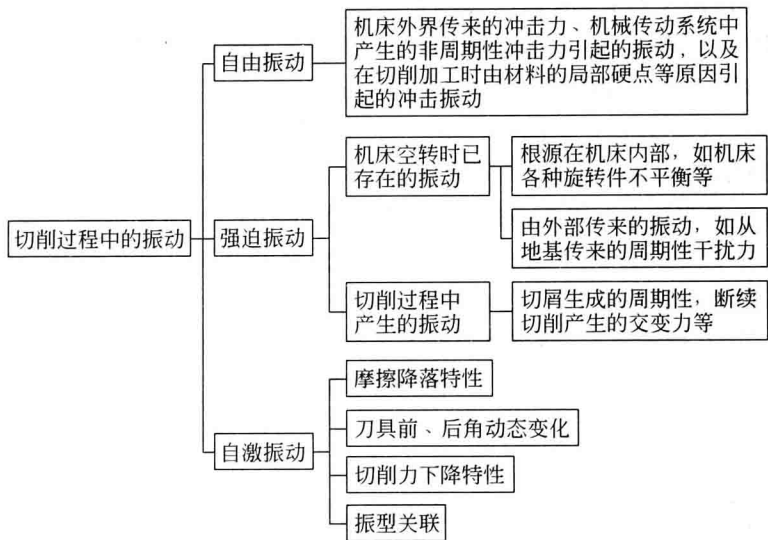 切削过程中的振动
自由振动
机床外界传来的冲击力、机械传动系统中
产生的非周期性冲击力引起的振动,以及
在切削加工时由材料的局部硬点等原因引
起的冲击振动
强迫振动
机床空转时已
存在的振动
根源在机床内部,如机床
各种旋转件不平衡等
由外部传来的振动,如从
地基传来的周期性干扰力
切削过程中
产生的振动
切屑生成的周期性,断续
切削产生的交变力等
自激振动
摩擦降落特性
刀具前、后角动态变化
切削力下降特性
振型关联